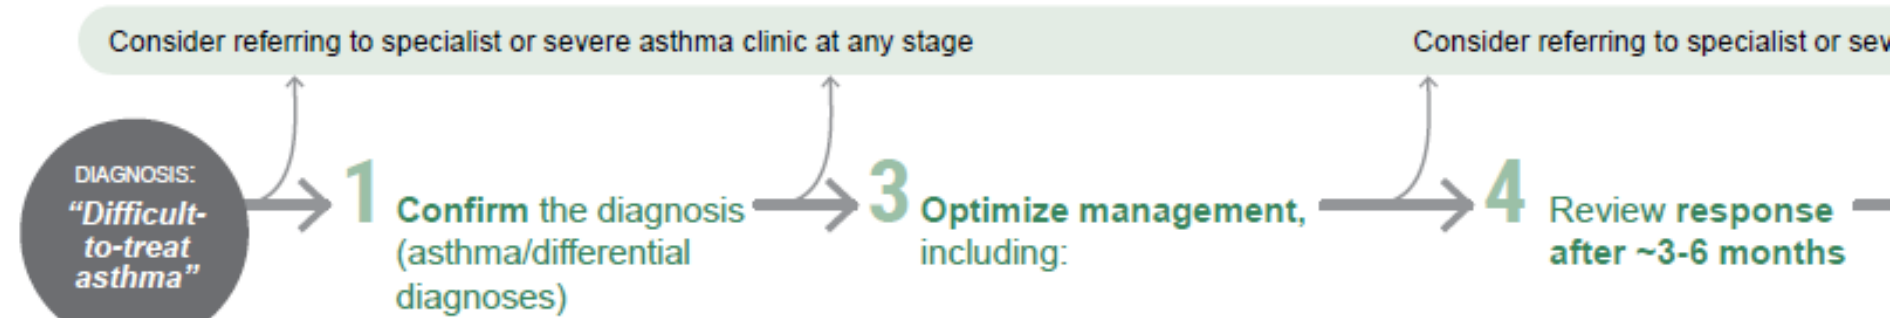 Consider referring to specialist or severe asthma clinic at any stage
Consider referring to specialist or
DIAGNOSIS:
“Difficult-
to-treat
asthma”
1
Confirm the diagnosis
(asthma/differential
diagnoses)
3
Optimize management,
including:
4
Review response
after ~3-6 months